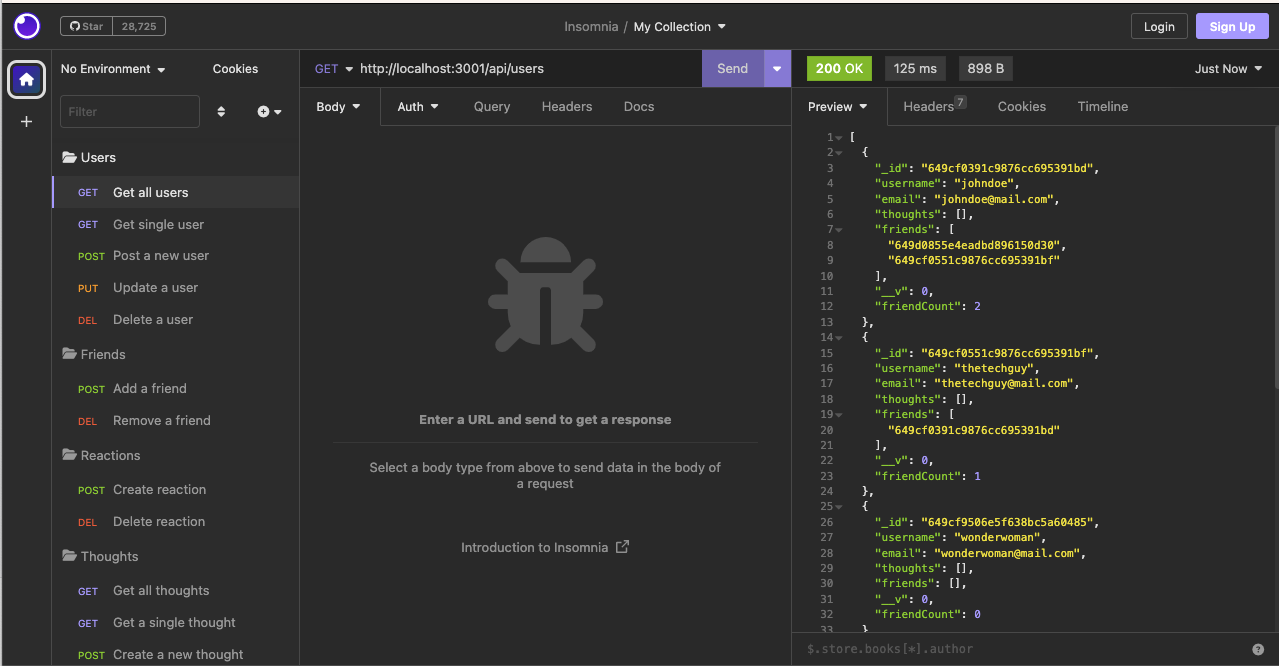 Star 28,725
Insomnia / My Collection
Login Sign Up
No Environment Cookies
Filter
Users
GET Get all users
GET Get single user
POST Post a new user
PUT Update a user
DEL Delete a user
Friends
POST Add a friend
DEL Remove a friend
Reactions
POST Create reaction
DEL Delete reaction
Thoughts
GET Get all thoughts
GET Get a single thought
POST Create a new thought
GET http://localhost:3001/api/users Send
Body Auth Query Headers Docs
Enter a URL and send to get a response
Select a body type from above to send data in the body of
a request
Introduction to Insomnia
200 OK 125 ms 898 B Just Now
Preview Headers 7 Cookies Timeline
1 [
2 {
3 "_id": "649cf0391c9876cc695391bd",
4 "username": "johndoe",
5 "email": "johndoe@mail.com",
6 "thoughts": [],
7 "friends": [
8 "649d0855e4eadbd896150d30",
9 "649cf0551c9876cc695391bf"
10 ],
11 "__v": 0,
12 "friendCount": 2
13 },
14 {
15 "_id": "649cf0551c9876cc695391bf",
16 "username": "thetechguy",
17 "email": "thetechguy@mail.com",
18 "thoughts": [],
19 "friends": [
20 "649cf0391c9876cc695391bd"
21 ],
22 "__v": 0,
23 "friendCount": 1
24 },
25 {
26 "_id": "649cf9506e5f638bc5a60485",
27 "username": "wonderwoman",
28 "email": "wonderwoman@mail.com",
29 "thoughts": [],
30 "friends": [],
31 "__v": 0,
32 "friendCount": 0
33 }
$.store.books[*].author